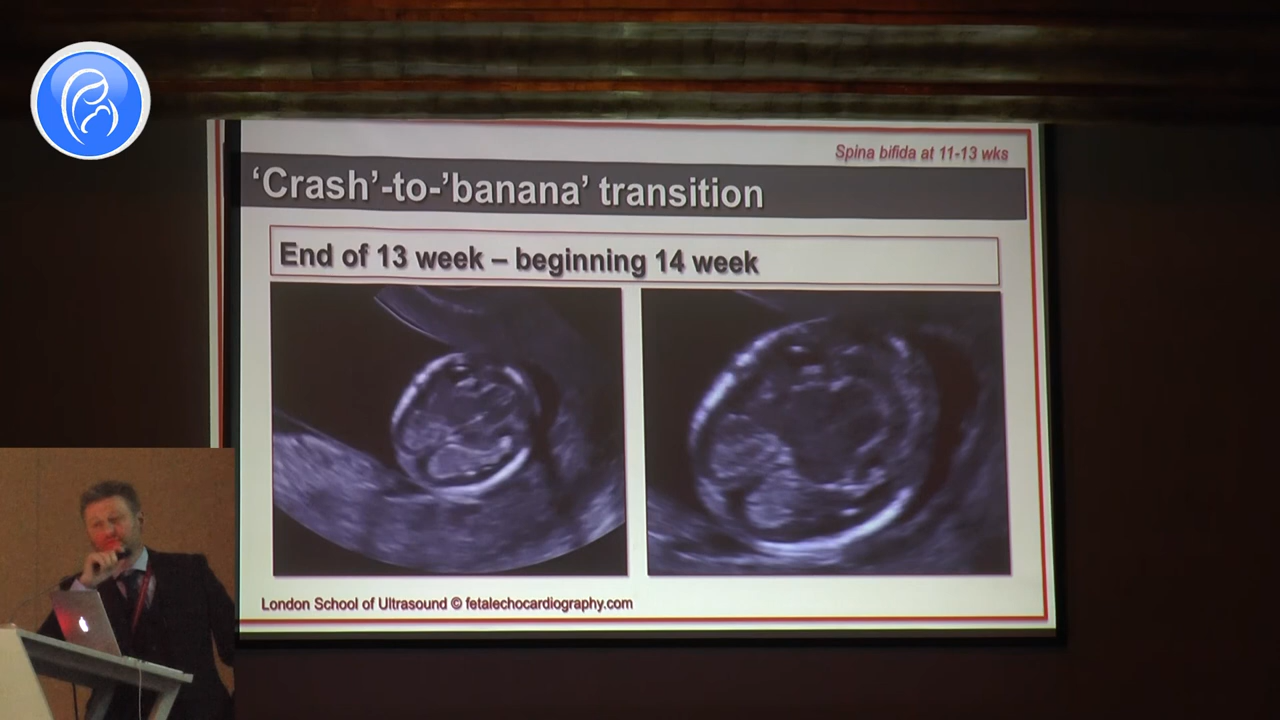 Spina bifida at 11-13 wks
‘Crash’-to-’banana’ transition
End of 13 week – beginning 14 week
London School of Ultrasound © fetalechocardiography.com